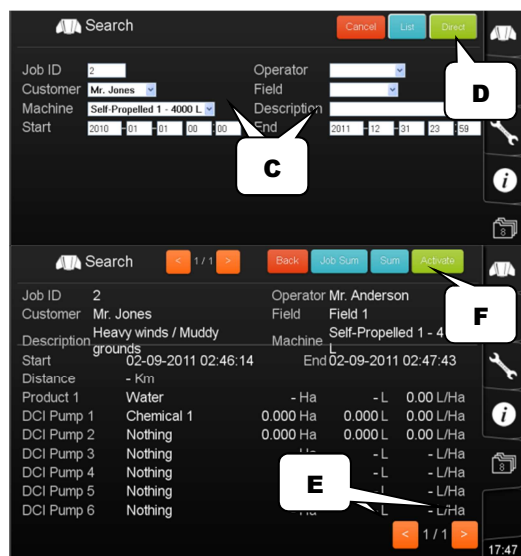 Search Cancel List Direct
Job ID 2 Operator
Customer Mr. Jones Field
Machine Self-Propelled 1 - 4000 L Description
Start 2010 - 01 - 01 00 : 00 End 2011 - 12 - 31 23 : 59
D
C
i
8
Search < 1 / 1 > Back Job Sum Sum Activate
Job ID 2 Operator Mr. Anderson
Customer Mr. Jones Field Field 1
Description Heavy winds / Muddy grounds Machine Self-Propelled 1 - 4 L
Start 02-09-2011 02:46:14 End 02-09-2011 02:47:43
Distance - Km
Product 1 Water - Ha - L 0.00 L/Ha
DCI Pump 1 Chemical 1 0.000 Ha 0.000 L 0.00 L/Ha
DCI Pump 2 Nothing 0.000 Ha 0.000 L 0.00 L/Ha
DCI Pump 3 Nothing - L - L/Ha
DCI Pump 4 Nothing - L - L/Ha
DCI Pump 5 Nothing - L - L/Ha
DCI Pump 6 Nothing - L - L/Ha
F
E
i
8
< 1 / 1 >
17:47